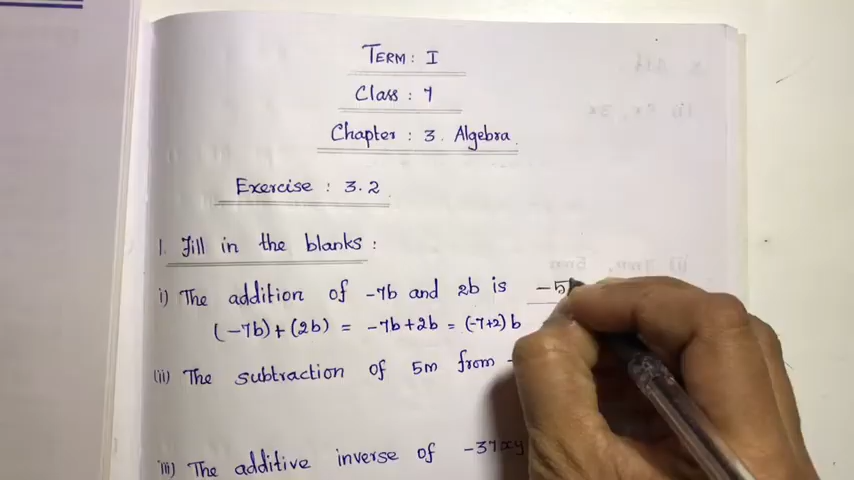 TERM: I
Class : 7
Chapter : 3. Algebra
Exercise : 3.2
1. Fill in the blanks :
i) The addition of -7b and 2b is -5
(-7b)+(2b) = -7b+2b = (-7+2)b
(ii) The subtraction of 5m from -
(iii) The additive inverse of -37xy